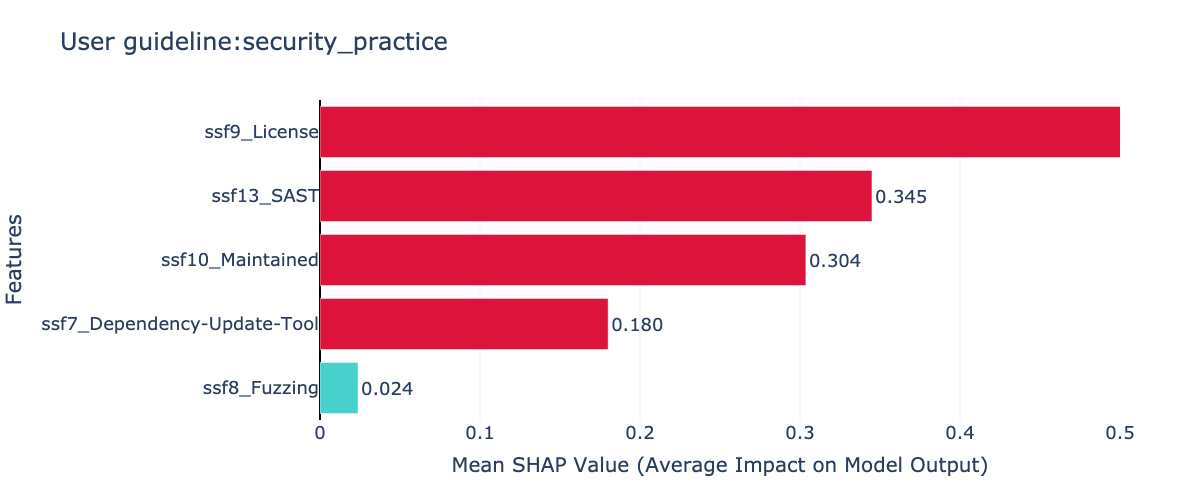 User guideline:security_practice
Features
ssf9_License
ssf13_SAST
0.345
ssf10_Maintained
0.304
ssf7_Dependency-Update-Tool
0.180
ssf8_Fuzzing
0.024
0 0.1 0.2 0.3 0.4 0.5
Mean SHAP Value (Average Impact on Model Output)